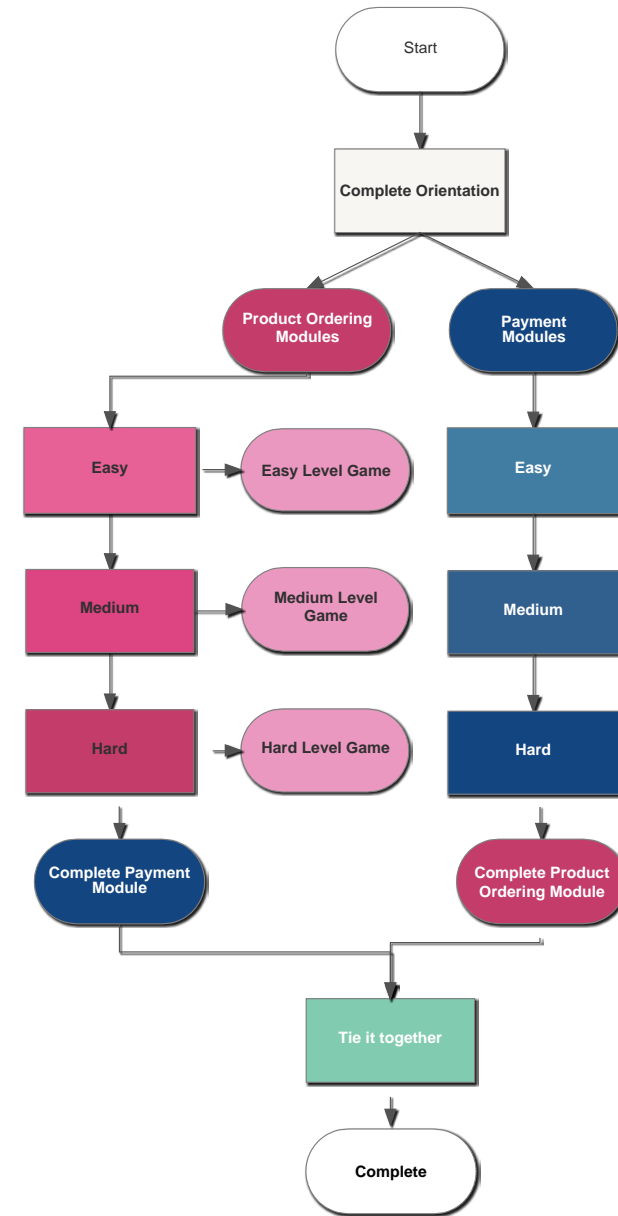 Start
Complete Orientation
Product Ordering
Modules
Payment
Modules
Easy
Easy Level Game
Easy
Medium
Medium Level
Game
Medium
Hard
Hard Level Game
Hard
Complete Payment
Module
Complete Product
Ordering Module
Tie it together
Complete